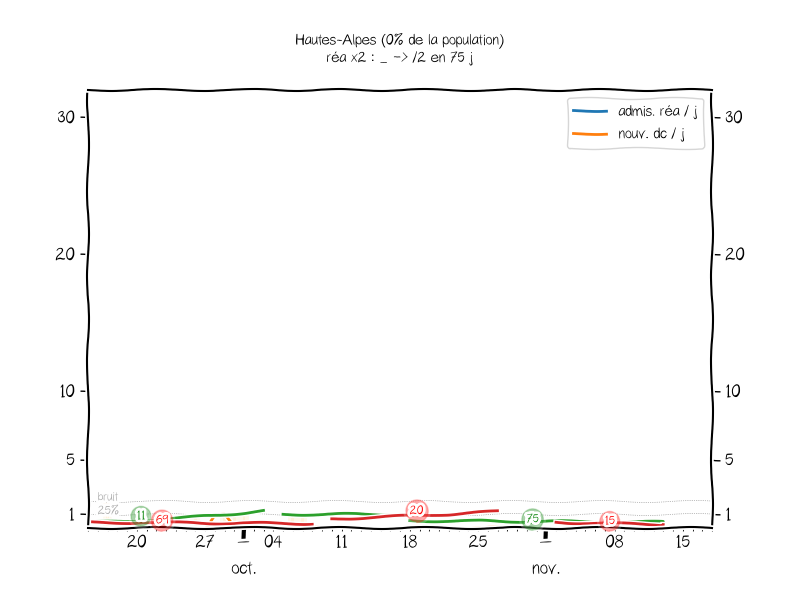 Hautes-Alpes (0% de la population)
réa x2 : _ -> /2 en 75 j
admis. réa / j
nouv. dc / j
30 30
20 20
10 10
5 5
bruit
25%
1 1
11 69 20 75 15
20 27 04 11 18 25 08 15
oct. nov.